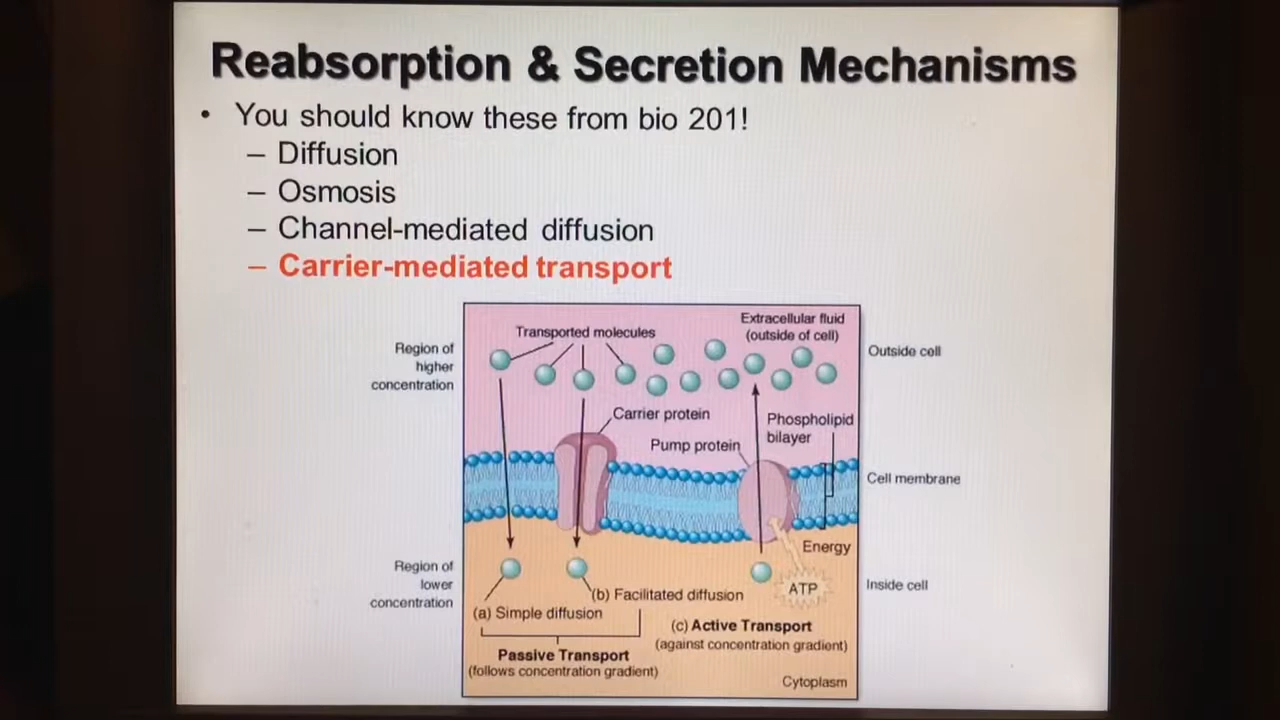 Reabsorption & Secretion Mechanisms
• You should know these from bio 201!
– Diffusion
– Osmosis
– Channel-mediated diffusion
– Carrier-mediated transport
Region of
higher
concentration
Transported molecules
Extracellular fluid
(outside of cell)
Outside cell
Carrier protein
Pump protein
Phospholipid
bilayer
Cell membrane
Energy
ATP
Region of
lower
concentration
Inside cell
(a) Simple diffusion
(b) Facilitated diffusion
Passive Transport
(follows concentration gradient)
(c) Active Transport
(against concentration gradient)
Cytoplasm